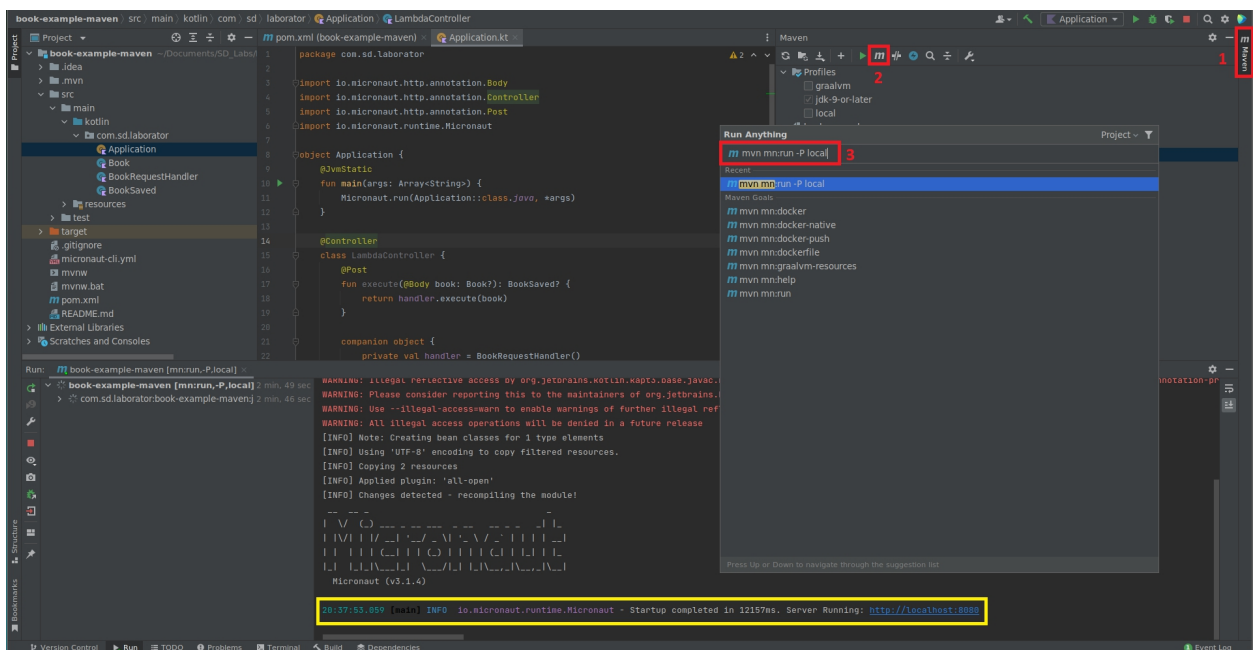 book-example-maven › src › main › kotlin › com › sd › laborator › Application › LambdaController
Application
Project
book-example-maven ~/Documents/SD_Labs/
.idea
.mvn
src
main
kotlin
com.sd.laborator
Application
Book
BookRequestHandler
BookSaved
resources
test
target
.gitignore
micronaut-cli.yml
mvnw
mvnw.bat
pom.xml
README.md
External Libraries
Scratches and Consoles
Project
Structure
Bookmarks
pom.xml (book-example-maven) × Application.kt ×
2
1 package com.sd.laborator
2
3 import io.micronaut.http.annotation.Body
4 import io.micronaut.http.annotation.Controller
5 import io.micronaut.http.annotation.Post
6 import io.micronaut.runtime.Micronaut
7
8 object Application {
9 @JvmStatic
10 fun main(args: Array<String>) {
11 Micronaut.run(Application::class.java, *args)
12 }
13
14 @Controller
15 class LambdaController {
16 @Post
17 fun execute(@Body book: Book?): BookSaved? {
18 return handler.execute(book)
19 }
20
21 companion object {
22 private val handler = BookRequestHandler()
Maven
m
2
1
m Maven
Profiles
graalvm
jdk-9-or-later
local
Run Anything Project
m mvn mn:run -P local 3
Recent
m mvn mn:run -P local
Maven Goals
m mvn mn:docker
m mvn mn:docker-native
m mvn mn:docker-push
m mvn mn:dockerfile
m mvn mn:graalvm-resources
m mvn mn:help
m mvn mn:run
Press Up or Down to navigate through the suggestion list
Run: book-example-maven [mn:run,-P,local] ×
book-example-maven [mn:run,-P,local] 2 min, 49 sec
com.sd.laborator:book-example-maven:j 2 min, 46 sec
WARNING: Illegal reflective access by org.jetbrains.kotlin.kapt3.base.javac.
WARNING: Please consider reporting this to the maintainers of org.jetbrains.
WARNING: Use --illegal-access=warn to enable warnings of further illegal ref
WARNING: All illegal access operations will be denied in a future release
[INFO] Note: Creating bean classes for 1 type elements
[INFO] Using 'UTF-8' encoding to copy filtered resources.
[INFO] Copying 2 resources
[INFO] Applied plugin: 'all-open'
[INFO] Changes detected - recompiling the module!
Micronaut (v3.1.4)
20:37:53.059 [main] INFO io.micronaut.runtime.Micronaut - Startup completed in 12157ms. Server Running: http://localhost:8080
Version Control Run TODO Problems Terminal Build Dependencies
Event Log